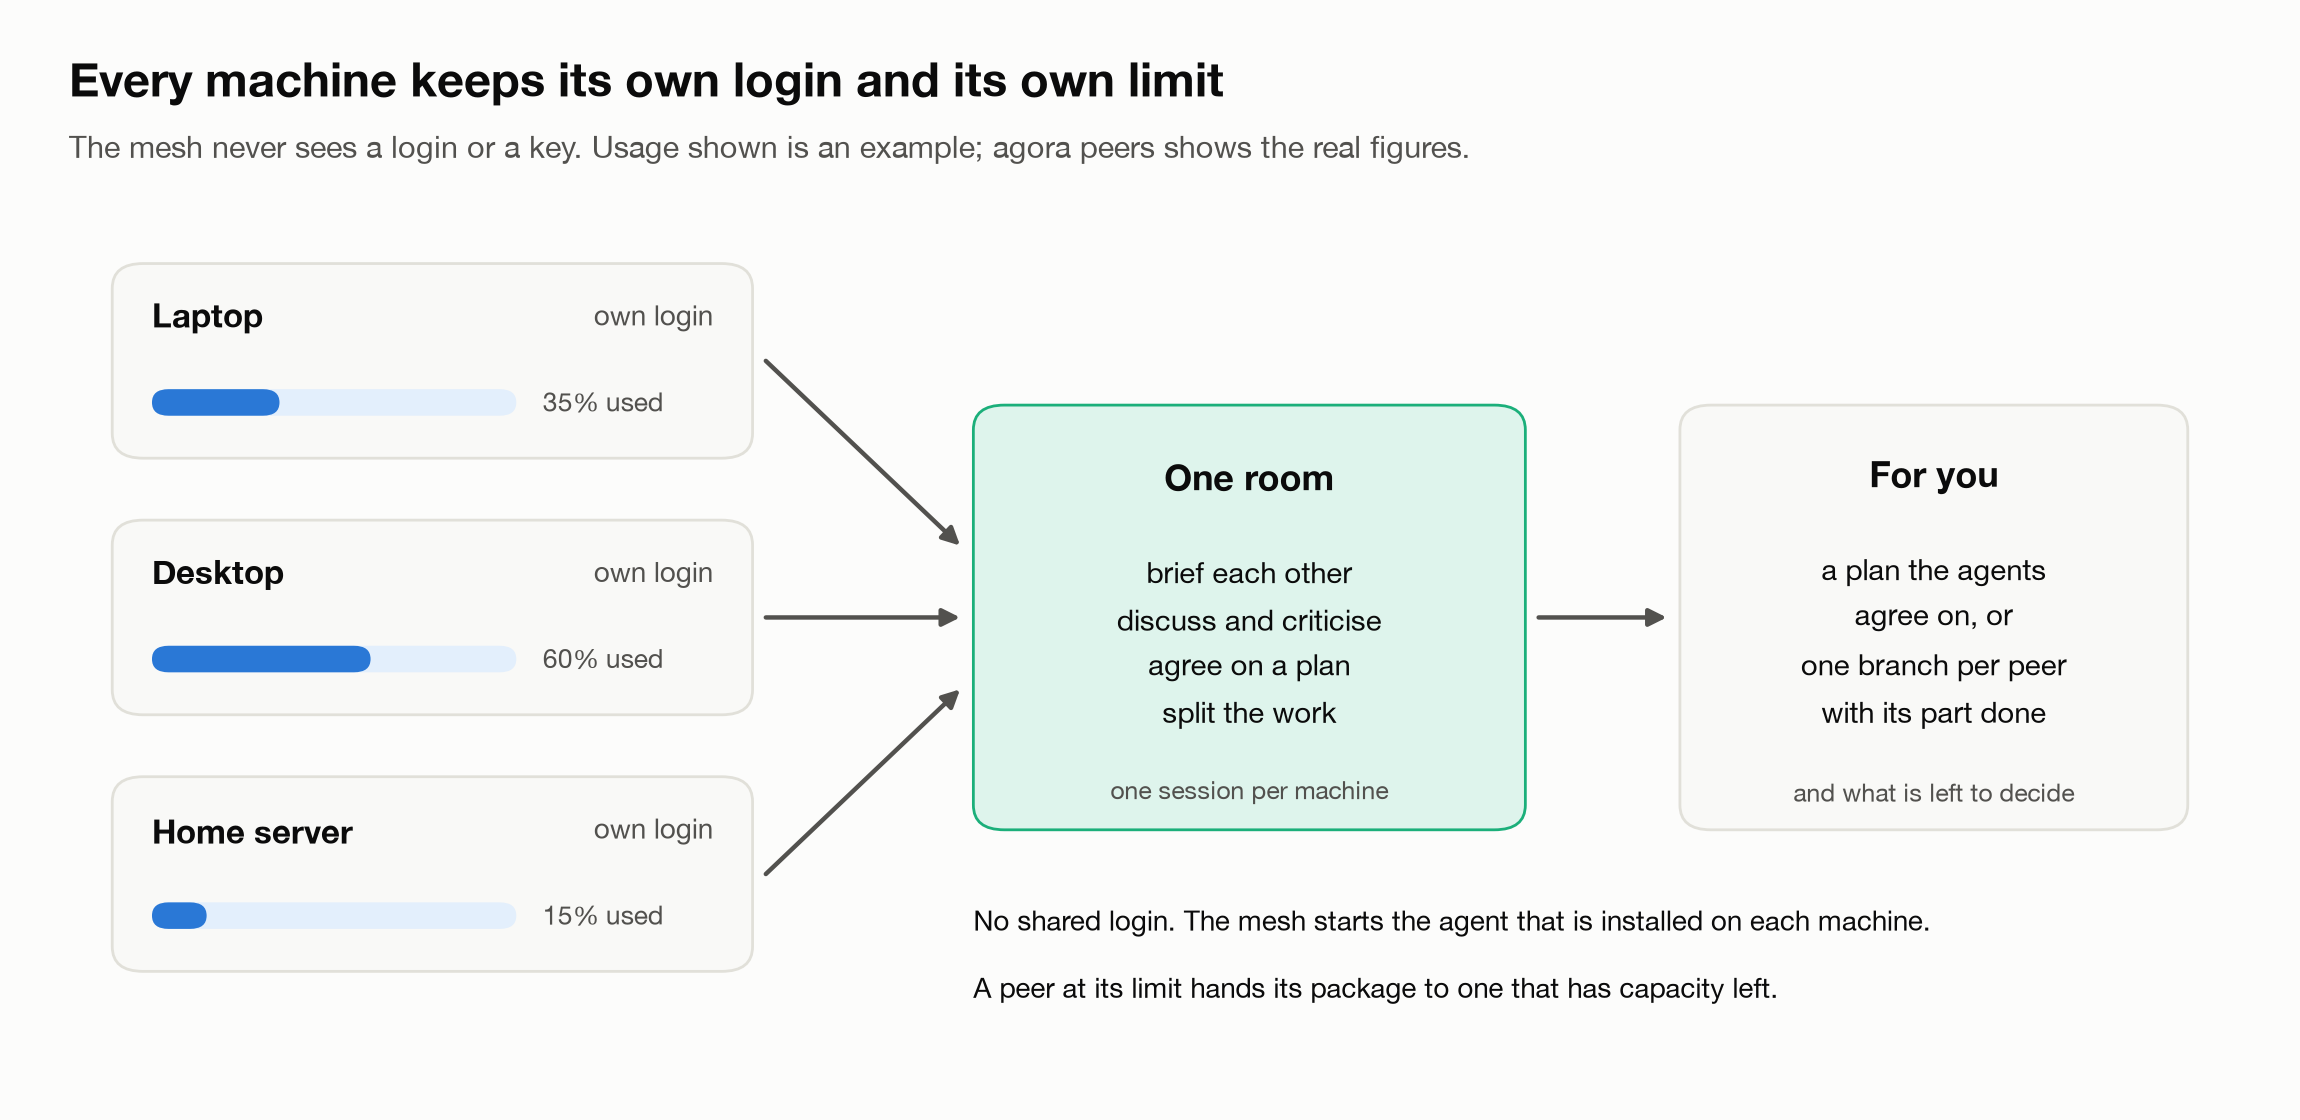 Every machine keeps its own login and its own limit
The mesh never sees a login or a key. Usage shown is an example; agora peers shows the real figures.
Laptop
own login
35% used
Desktop
own login
60% used
Home server
own login
15% used
One room
brief each other
discuss and criticise
agree on a plan
split the work
one session per machine
For you
a plan the agents
agree on, or
one branch per peer
with its part done
and what is left to decide
No shared login. The mesh starts the agent that is installed on each machine.
A peer at its limit hands its package to one that has capacity left.